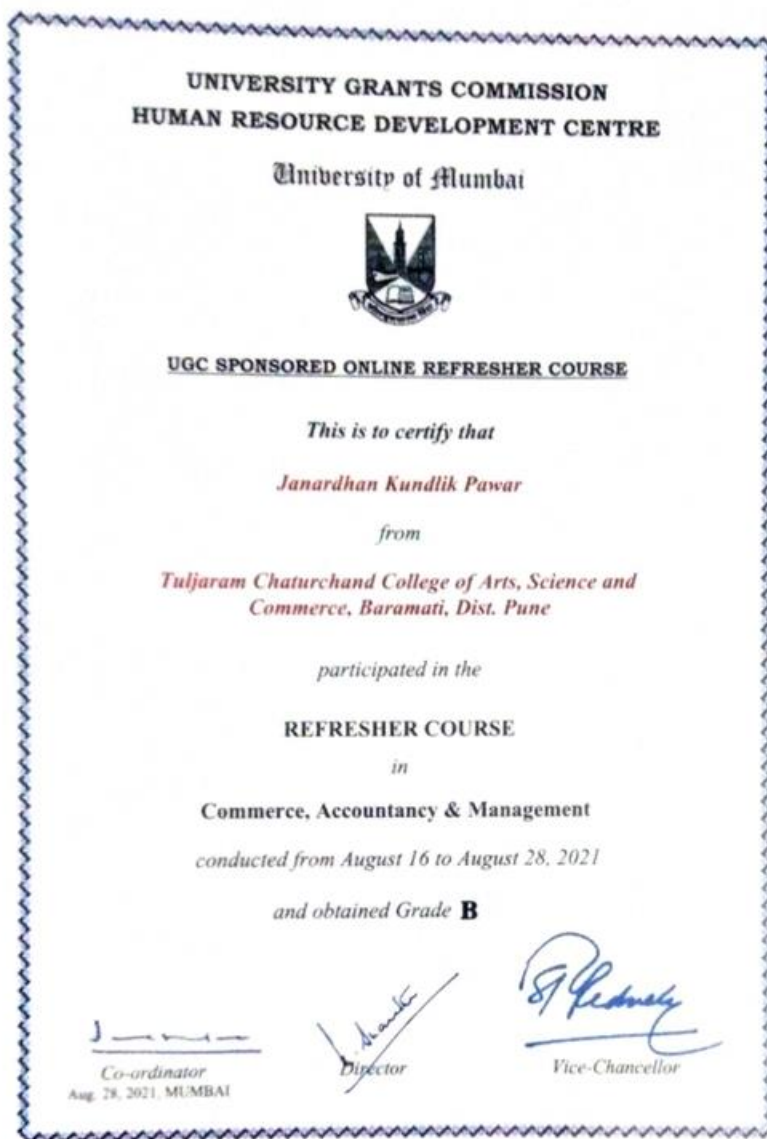 UNIVERSITY GRANTS COMMISSION
HUMAN RESOURCE DEVELOPMENT CENTRE
University of Mumbai
UGC SPONSORED ONLINE REFRESHER COURSE
This is to certify that
Janardhan Kundlik Pawar
from
Tuljaram Chaturchand College of Arts, Science and
Commerce, Baramati, Dist. Pune
participated in the
REFRESHER COURSE
in
Commerce, Accountancy & Management
conducted from August 16 to August 28, 2021
and obtained Grade B
Co-ordinator
Director
Vice-Chancellor
Aug. 28, 2021, MUMBAI